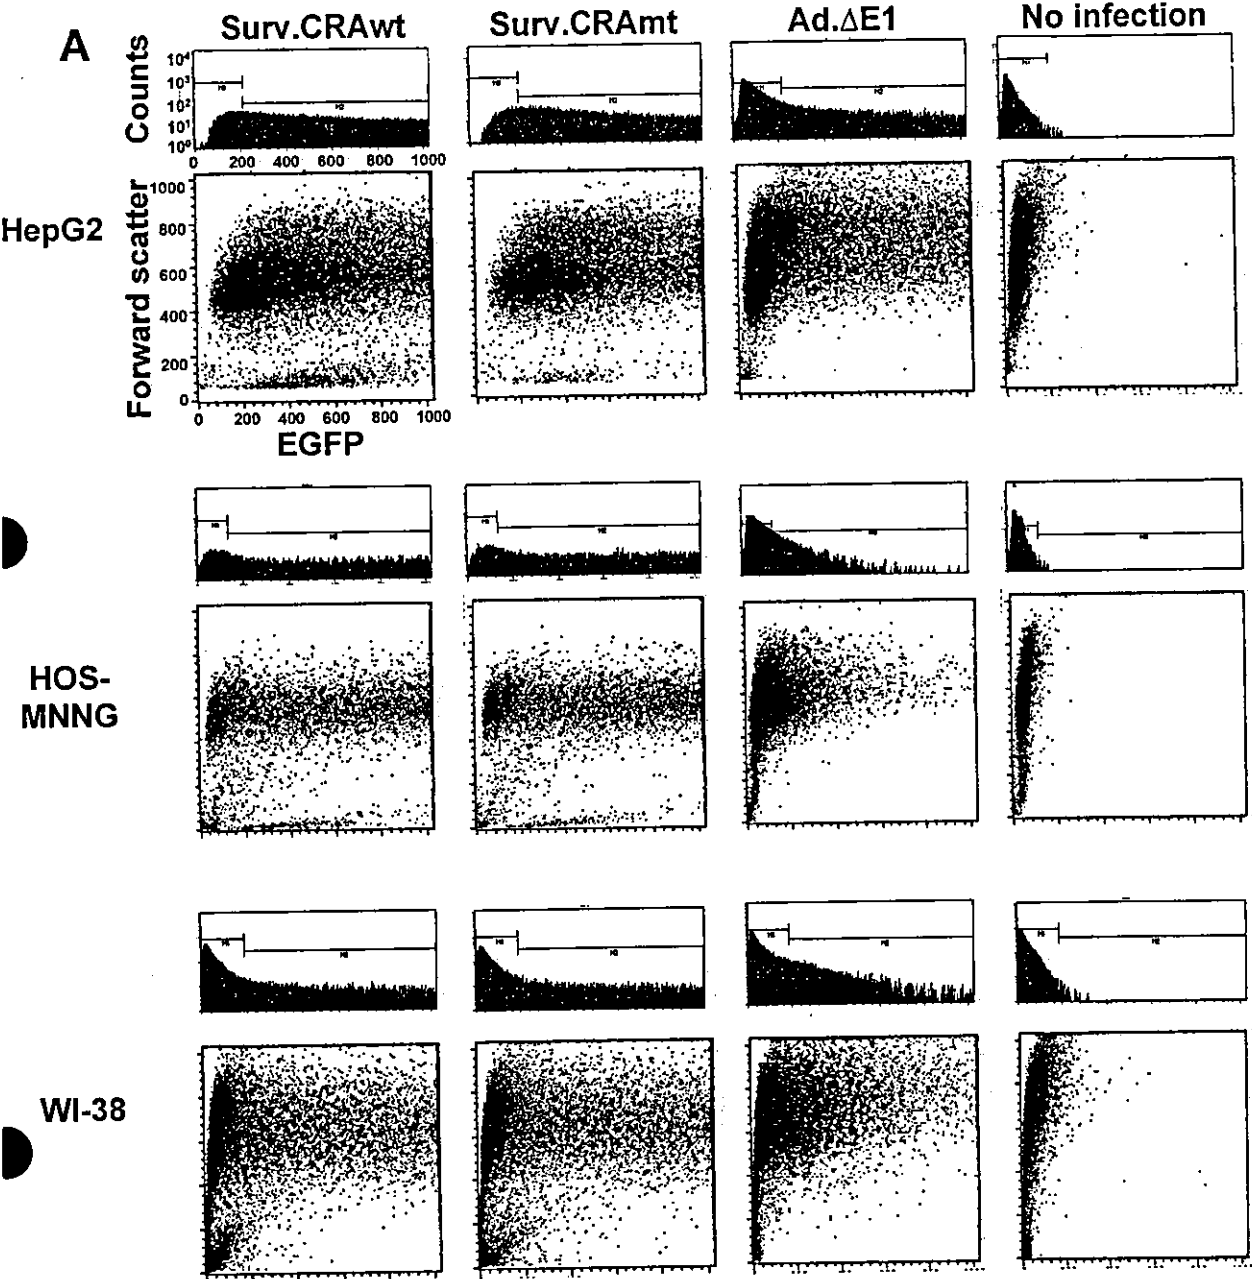 A
Surv.CRAwt
Surv.CRAmt
Ad.ΔE1
No infection
Counts
10⁴
10³
10²
10¹
10⁰
0 200 400 600 800 1000
HepG2
Forward scatter
1000
800
600
400
200
0
0 200 400 600 800 1000
EGFP
HOS-
MNNG
WI-38